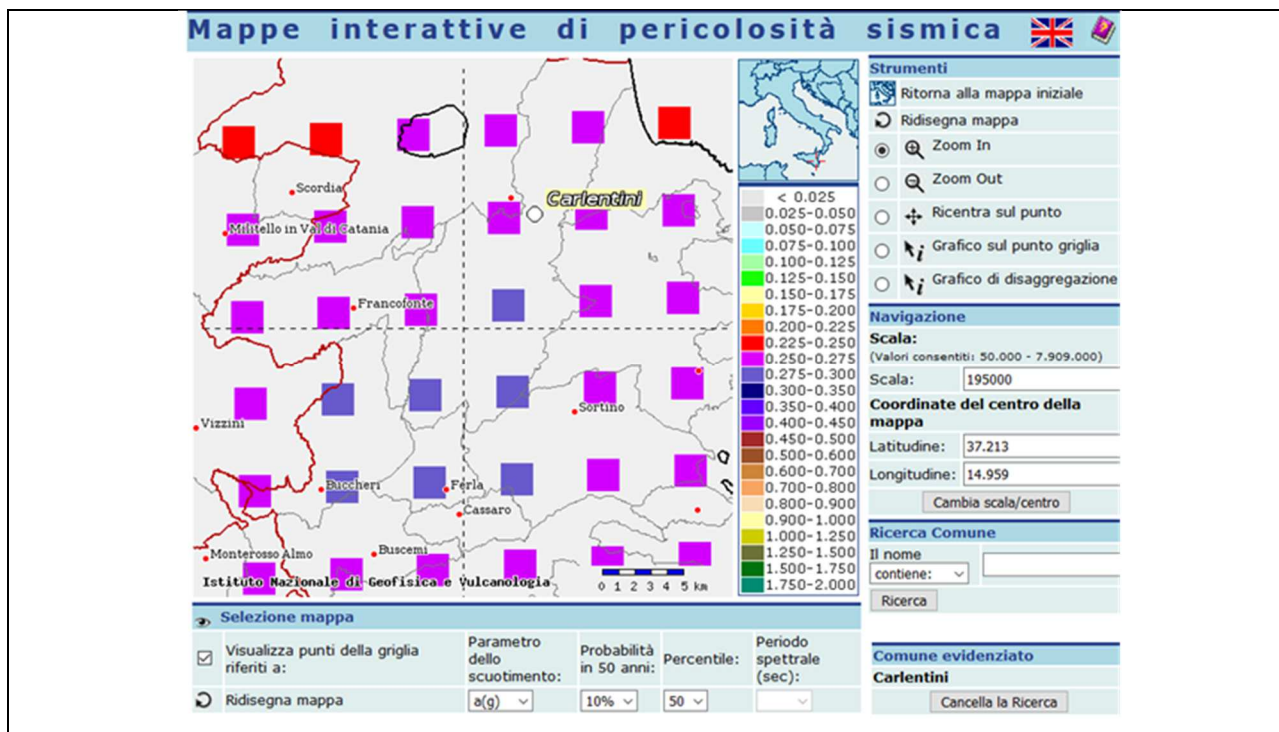 Mappe interattive di pericolosità sismica
Scordia
Carlentini
Militello in Val di Catania
Francofonte
Vizzini
Sortino
Buccheri
Ferla
Cassaro
Monterosso Almo
Buscemi
Istituto Nazionale di Geofisica e Vulcanologia
0 1 2 3 4 5 km
< 0.025
0.025-0.050
0.050-0.075
0.075-0.100
0.100-0.125
0.125-0.150
0.150-0.175
0.175-0.200
0.200-0.225
0.225-0.250
0.250-0.275
0.275-0.300
0.300-0.350
0.350-0.400
0.400-0.450
0.450-0.500
0.500-0.600
0.600-0.700
0.700-0.800
0.800-0.900
0.900-1.000
1.000-1.250
1.250-1.500
1.500-1.750
1.750-2.000
Strumenti
Ritorna alla mappa iniziale
Ridisegna mappa
Zoom In
Zoom Out
Ricentra sul punto
Grafico sul punto griglia
Grafico di disaggregazione
Navigazione
Scala:
(Valori consentiti: 50.000 - 7.909.000)
Scala: 195000
Coordinate del centro della
mappa
Latitudine: 37.213
Longitudine: 14.959
Cambia scala/centro
Ricerca Comune
Il nome
contiene:
Ricerca
Comune evidenziato
Carlentini
Cancella la Ricerca
Selezione mappa
Visualizza punti della griglia
riferiti a:
Parametro
dello
scuotimento:
Probabilità
in 50 anni:
Percentile:
Periodo
spettrale
(sec):
Ridisegna mappa
a(g)
10%
50